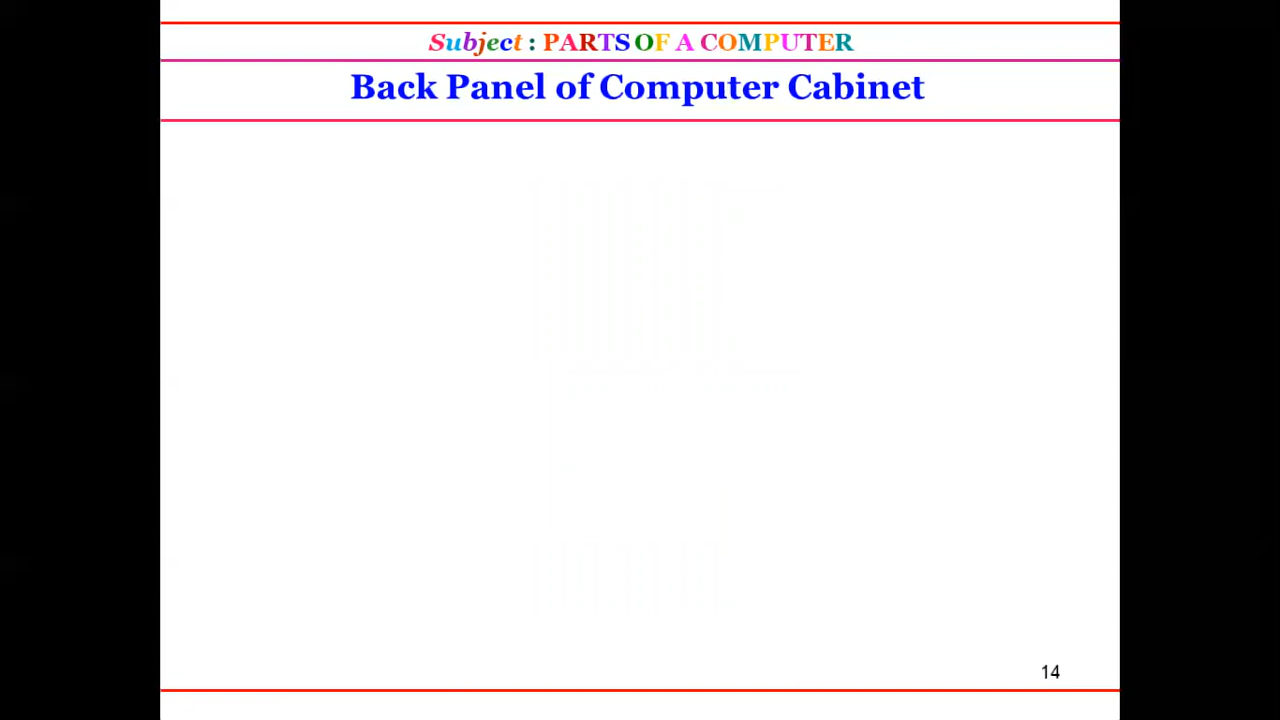 Subject : PARTS OF A COMPUTER
Back Panel of Computer Cabinet
14